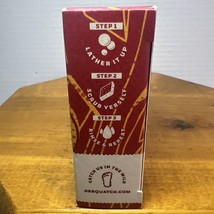 STEP 1
LATHER IT UP
STEP 2
SCRUB YERSELF
STEP 3
RINSE & REPEAT
CATCH US IN THE WILD
DRSQUATCH.COM